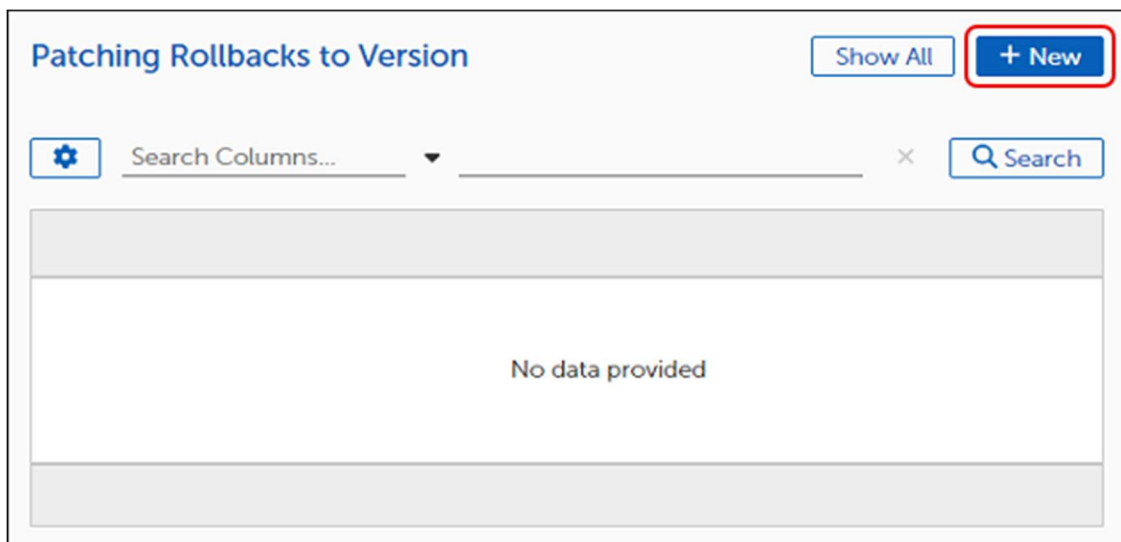 Patching Rollbacks to Version
Show All
+ New
Search Columns...
Search
No data provided